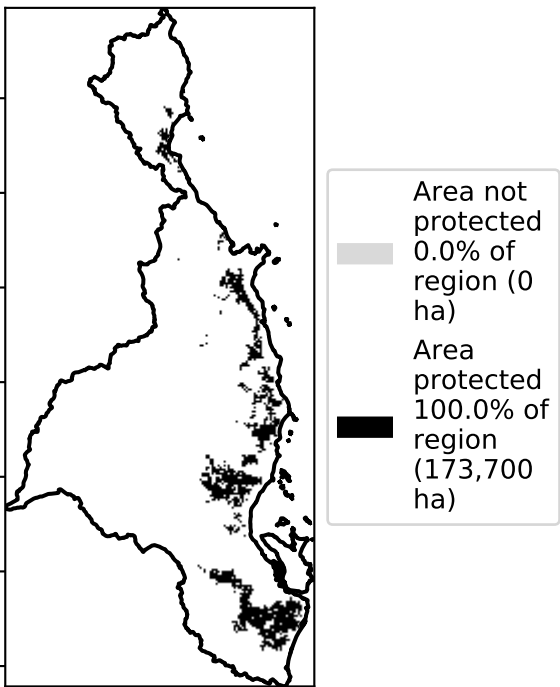 Area not
protected
0.0% of
region (0
ha)
Area
protected
100.0% of
region
(173,700
ha)